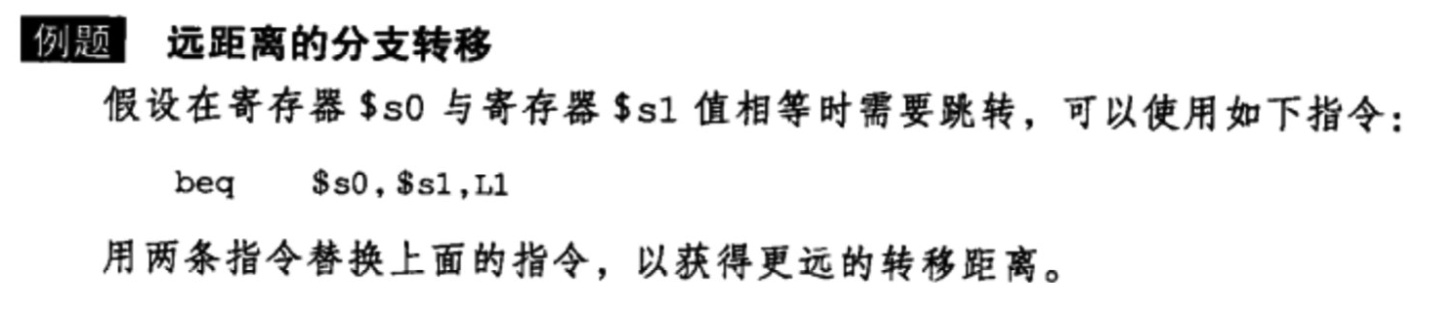 例题 远距离的分支转移
假设在寄存器 $s0 与寄存器 $s1 值相等时需要跳转，可以使用如下指令：
beq $s0,$s1,L1
用两条指令替换上面的指令，以获得更远的转移距离。